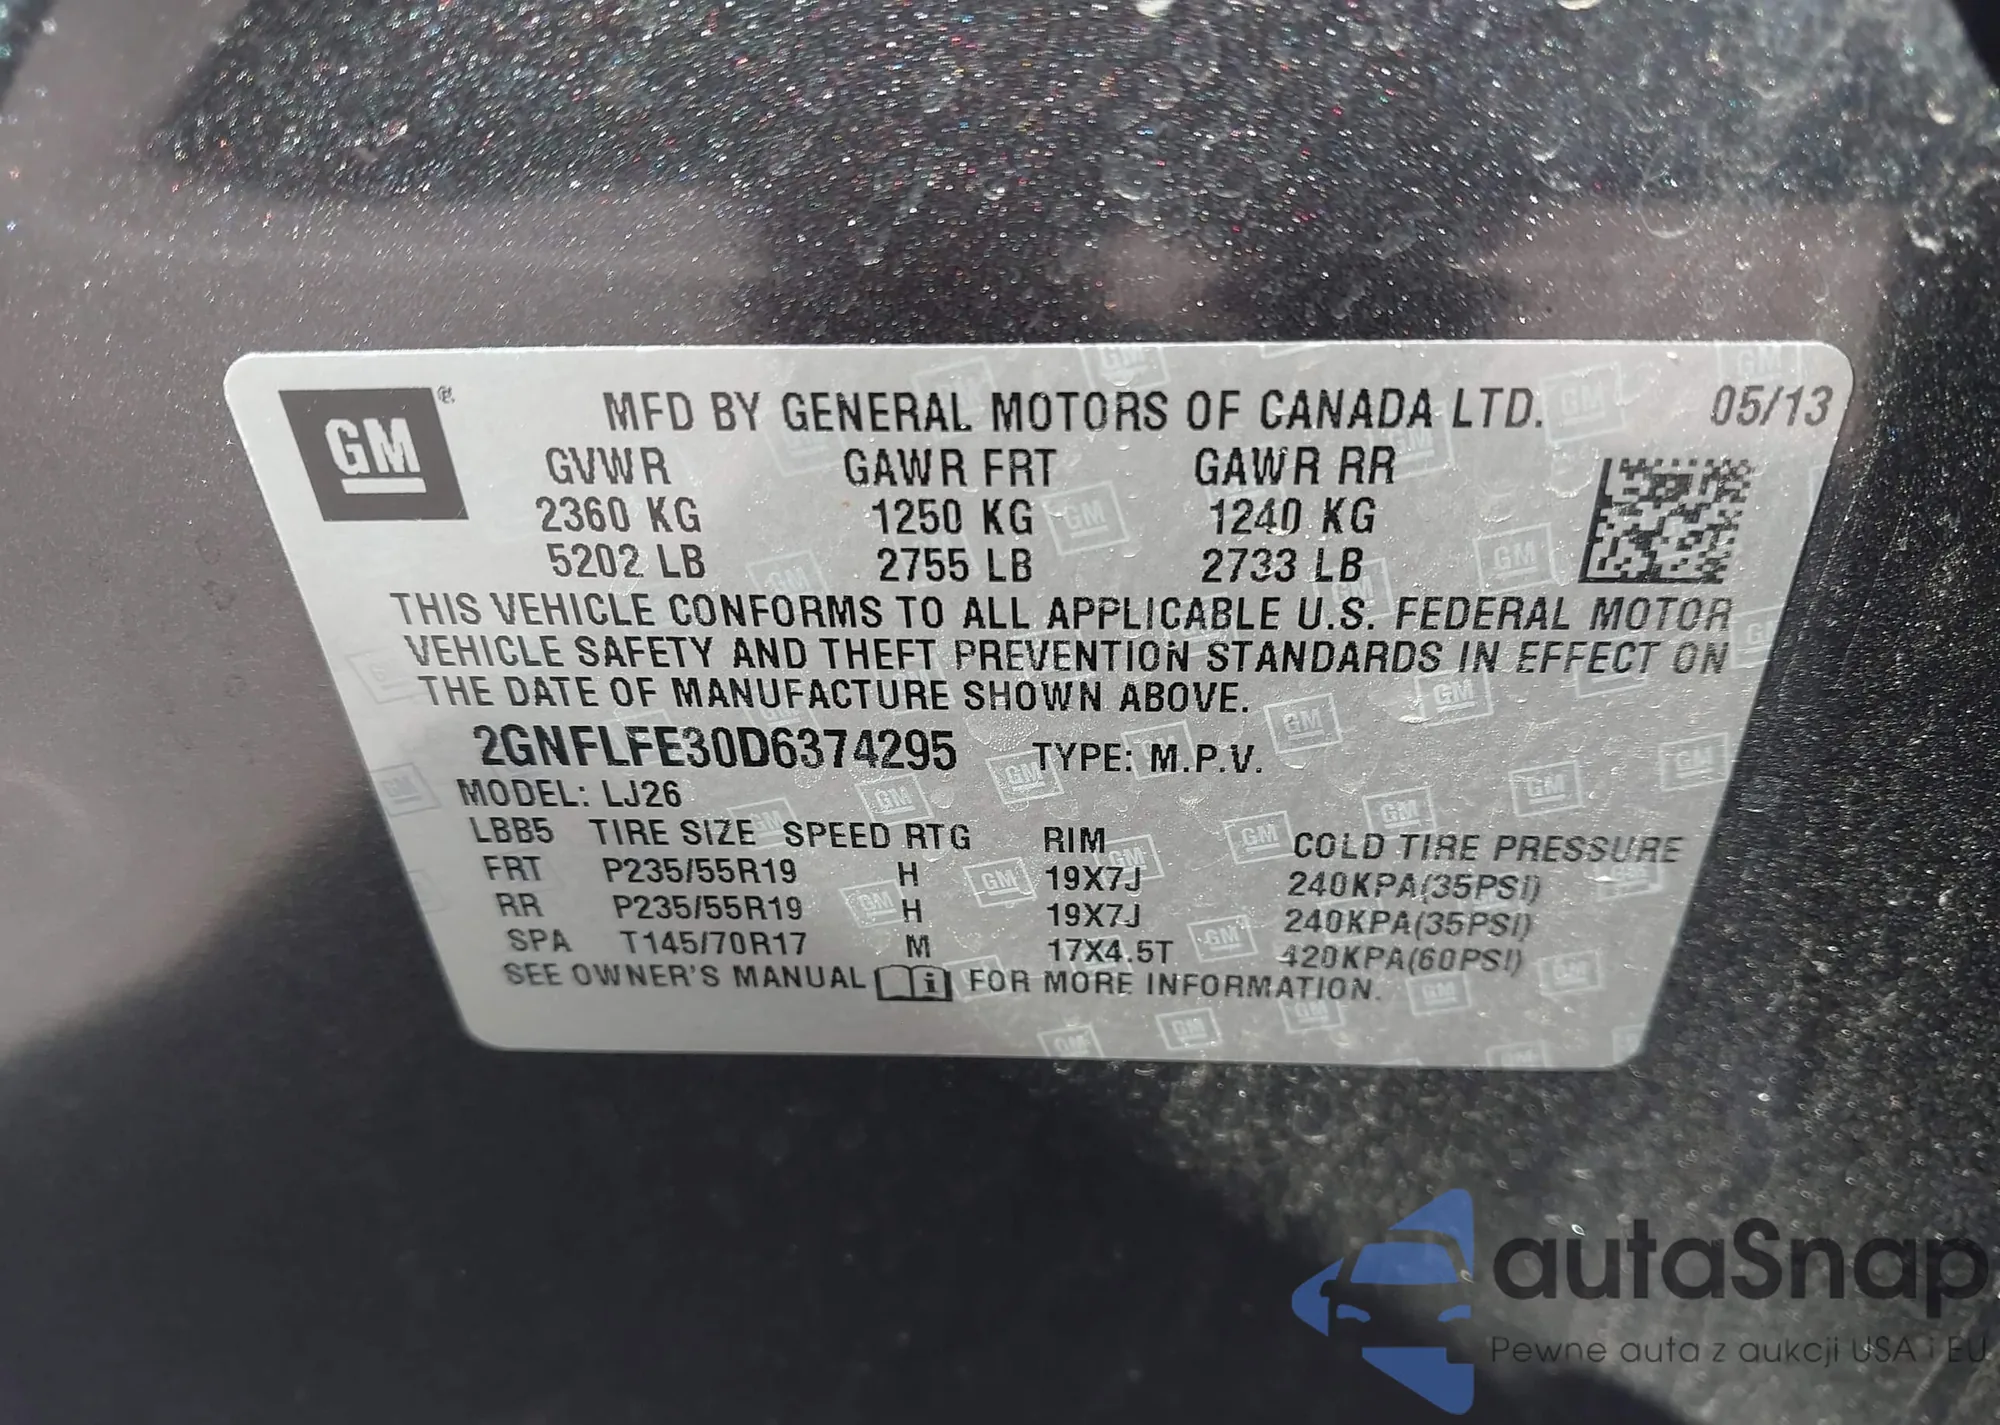 GM MFD BY GENERAL MOTORS OF CANADA LTD. 05/13
GVWR GAWR FRT GAWR RR
2360 KG 1250 KG 1240 KG
5202 LB 2755 LB 2733 LB
THIS VEHICLE CONFORMS TO ALL APPLICABLE U.S. FEDERAL MOTOR
VEHICLE SAFETY AND THEFT PREVENTION STANDARDS IN EFFECT ON
THE DATE OF MANUFACTURE SHOWN ABOVE.
2GNFLFE30D6374295 TYPE: M.P.V.
MODEL: LJ26
LBB5 TIRE SIZE SPEED RTG RIM COLD TIRE PRESSURE
FRT P235/55R19 H 19X7J 240KPA(35PSI)
RR P235/55R19 H 19X7J 240KPA(35PSI)
SPA T145/70R17 M 17X4.5T 420KPA(60PSI)
SEE OWNER'S MANUAL i FOR MORE INFORMATION.
autaSnap
Pewne auta z aukcji USA i EU